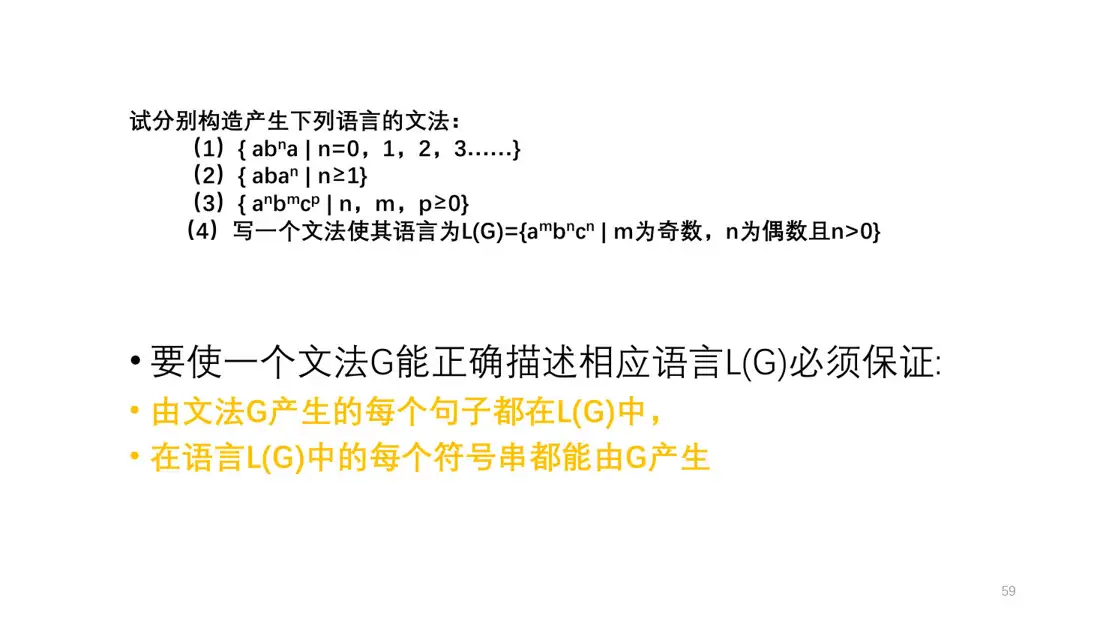 试分别构造产生下列语言的文法：
（1）{ abⁿa | n=0，1，2，3……}
（2）{ abaⁿ | n≥1}
（3）{ aⁿbᵐcᵖ | n，m，p≥0}
（4）写一个文法使其语言为L(G)={aᵐbⁿcⁿ | m为奇数，n为偶数且n>0}
• 要使一个文法G能正确描述相应语言L(G)必须保证:
• 由文法G产生的每个句子都在L(G)中，
• 在语言L(G)中的每个符号串都能由G产生
59